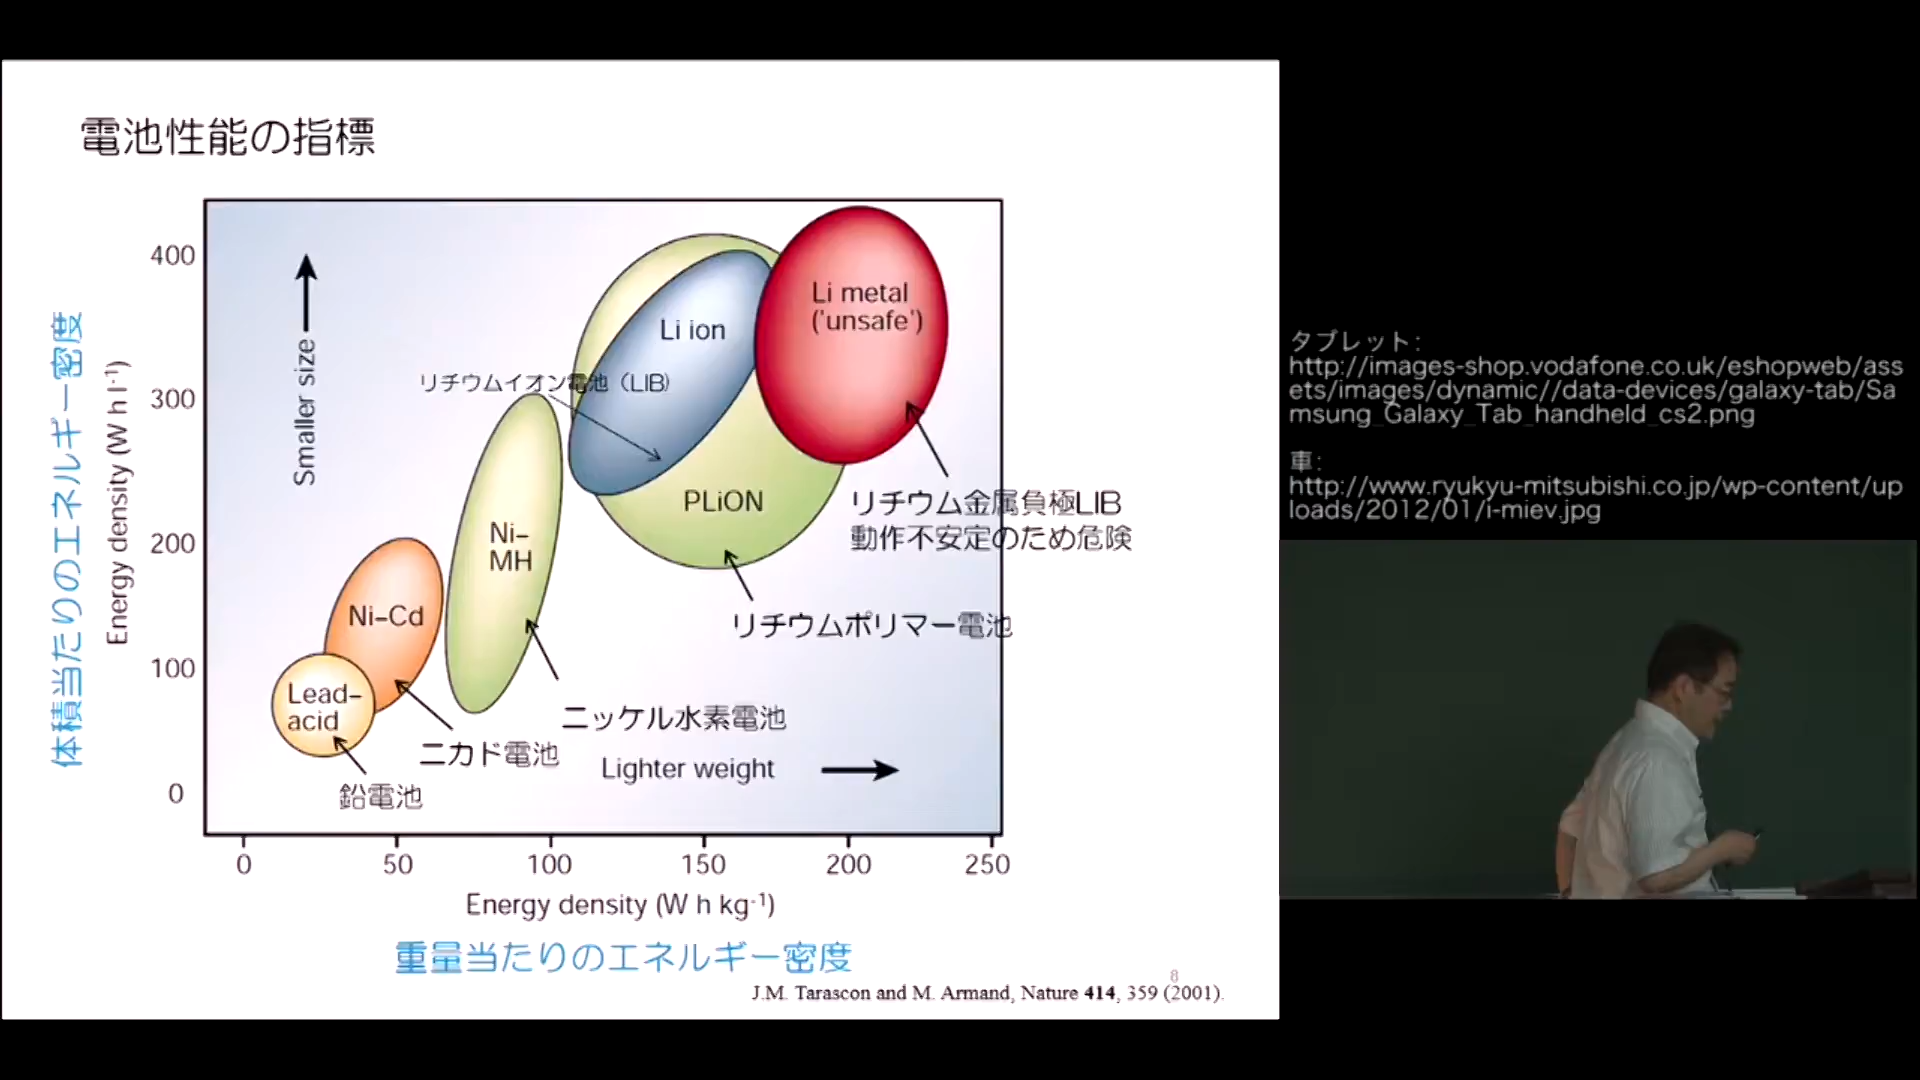 電池性能の指標
400
300
200
100
0
体積当たりのエネルギー密度
Energy density (W h l-1)
Smaller size
Li metal
('unsafe')
Li ion
リチウムイオン電池（LIB）
PLiON
リチウム金属負極LIB
動作不安定のため危険
Ni–
MH
リチウムポリマー電池
Ni–Cd
Lead–
acid
ニッケル水素電池
ニカド電池
Lighter weight
鉛電池
0 50 100 150 200 250
Energy density (W h kg-1)
重量当たりのエネルギー密度
8
J.M. Tarascon and M. Armand, Nature 414, 359 (2001).
タブレット:
http://images-shop.vodafone.co.uk/eshopweb/ass
ets/images/dynamic//data-devices/galaxy-tab/Sa
msung_Galaxy_Tab_handheld_cs2.png
車:
http://www.ryukyu-mitsubishi.co.jp/wp-content/up
loads/2012/01/i-miev.jpg